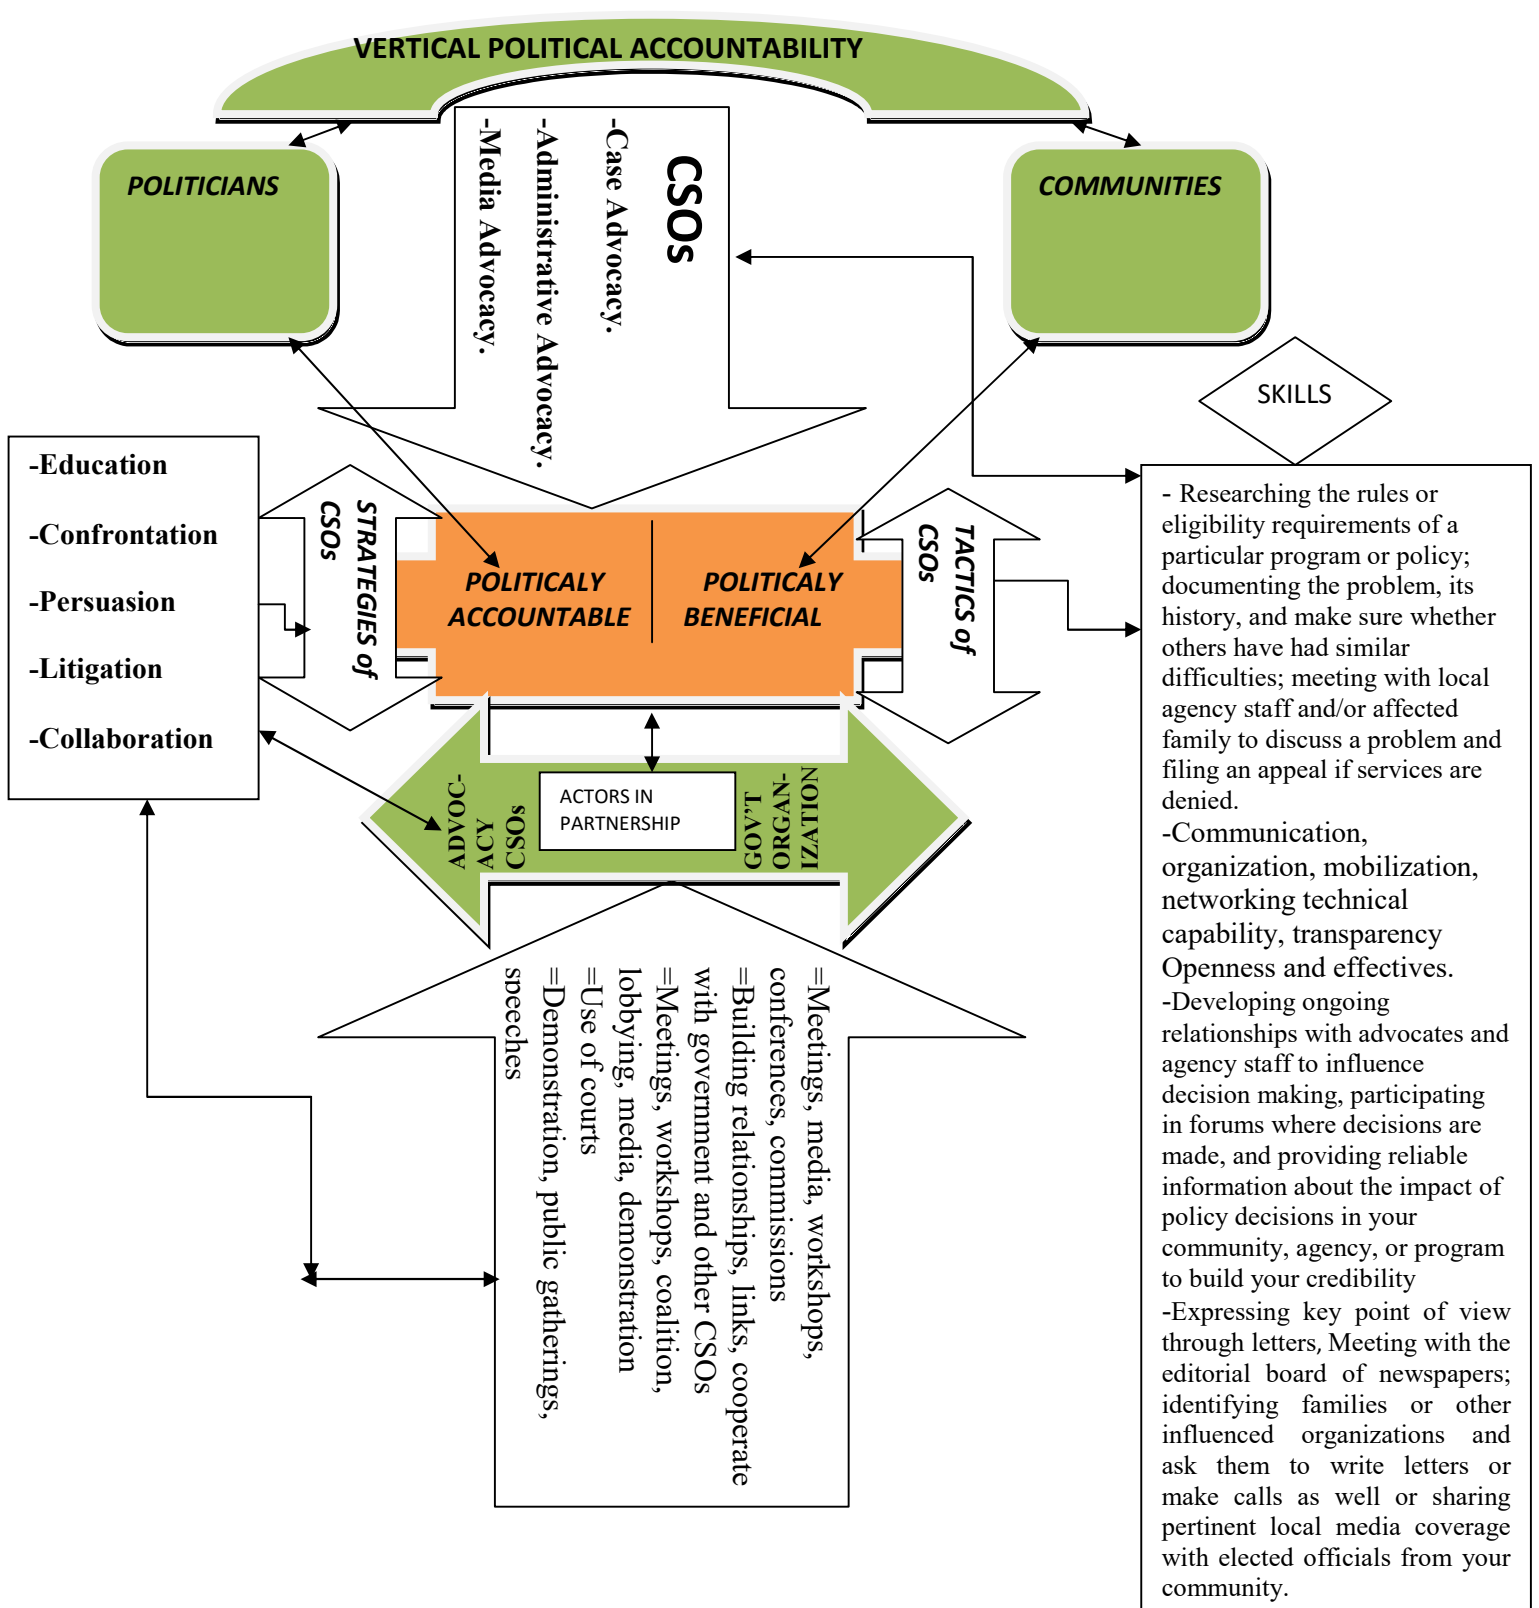 VERTICAL POLITICAL ACCOUNTABILITY
POLITICIANS
CSOs
-Case Advocacy.
-Administrative Advocacy.
-Media Advocacy.
COMMUNITIES
SKILLS
-Education
-Confrontation
-Persuasion
-Litigation
-Collaboration
STRATEGIES of
CSOs
POLITICALY
ACCOUNTABLE
POLITICALY
BENEFICIAL
TACTICS of
CSOs
ADVOC-
ACY
CSOs
ACTORS IN
PARTNERSHIP
GOV'T
ORGAN-
IZATION
=Meetings, media, workshops,
conferences, commissions
=Building relationships, links, cooperate
with government and other CSOs
=Meetings, workshops, coalition,
lobbying, media, demonstration
=Use of courts
=Demonstration, public gatherings,
speeches
- Researching the rules or
eligibility requirements of a
particular program or policy;
documenting the problem, its
history, and make sure whether
others have had similar
difficulties; meeting with local
agency staff and/or affected
family to discuss a problem and
filing an appeal if services are
denied.
-Communication,
organization, mobilization,
networking technical
capability, transparency
Openness and effectives.
-Developing ongoing
relationships with advocates and
agency staff to influence
decision making, participating
in forums where decisions are
made, and providing reliable
information about the impact of
policy decisions in your
community, agency, or program
to build your credibility
-Expressing key point of view
through letters, Meeting with the
editorial board of newspapers;
identifying families or other
influenced organizations and
ask them to write letters or
make calls as well or sharing
pertinent local media coverage
with elected officials from your
community.